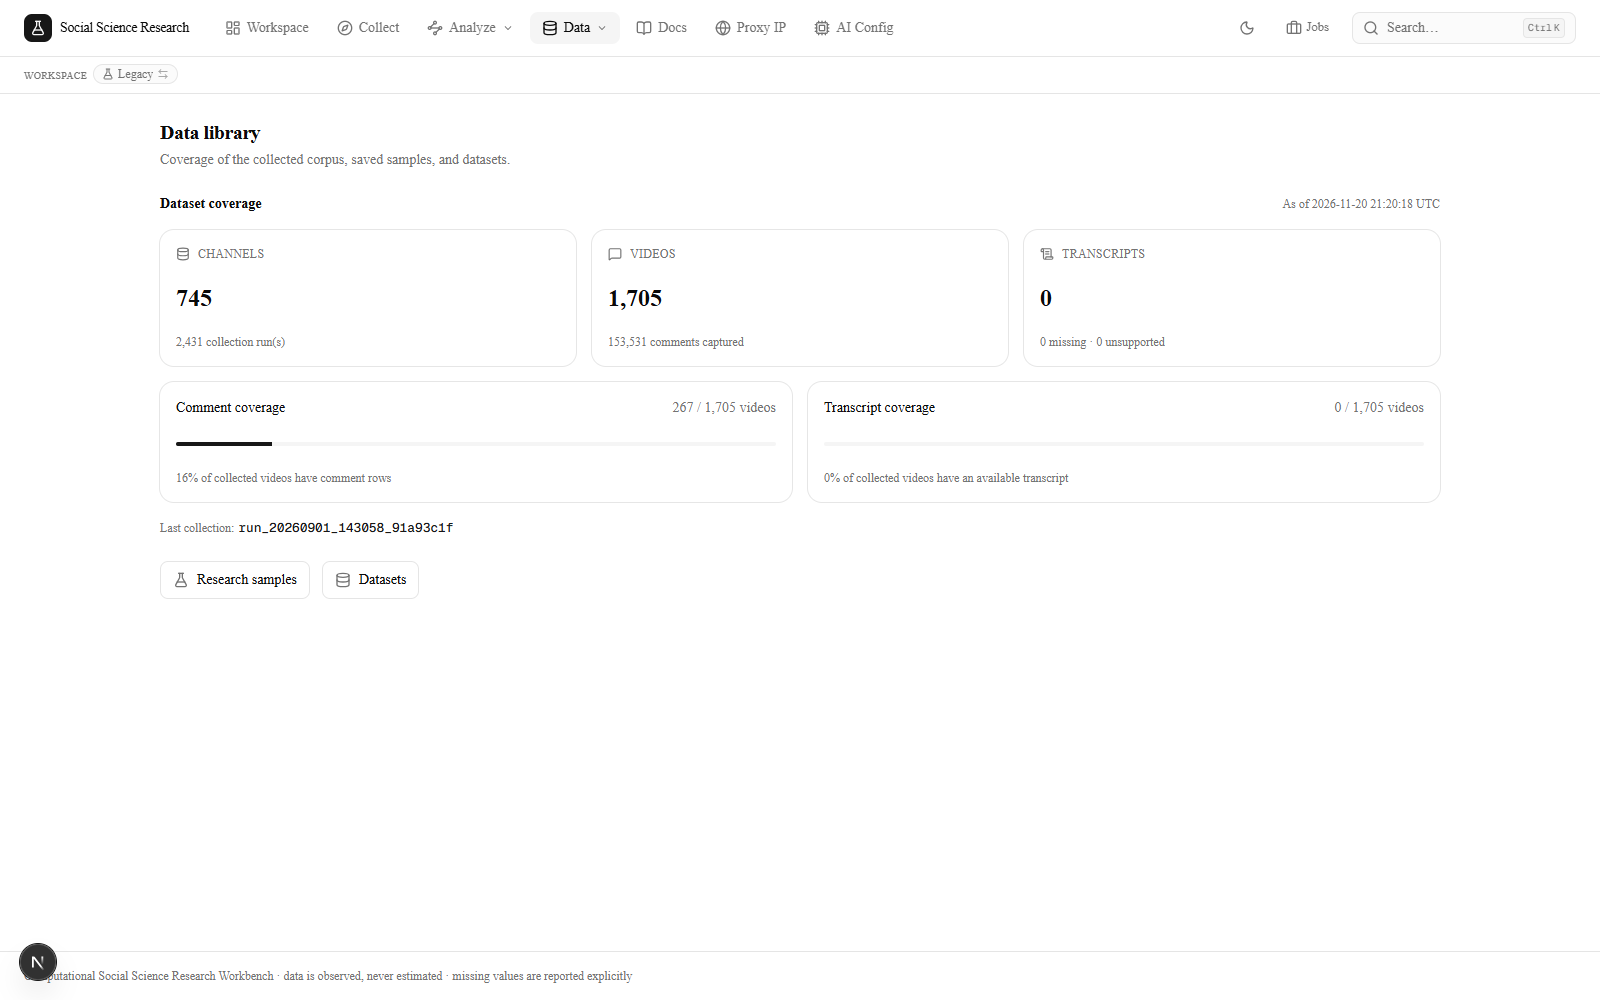 Social Science Research Workspace Collect Analyze Data Docs Proxy IP AI Config Jobs Search... Ctrl K
WORKSPACE Legacy
Data library
Coverage of the collected corpus, saved samples, and datasets.
Dataset coverage As of 2026-11-20 21:20:18 UTC
CHANNELS
745
2,431 collection run(s)
VIDEOS
1,705
153,531 comments captured
TRANSCRIPTS
0
0 missing · 0 unsupported
Comment coverage 267 / 1,705 videos
16% of collected videos have comment rows
Transcript coverage 0 / 1,705 videos
0% of collected videos have an available transcript
Last collection: run_20260901_143058_91a93c1f
Research samples Datasets
N
putational Social Science Research Workbench · data is observed, never estimated · missing values are reported explicitly